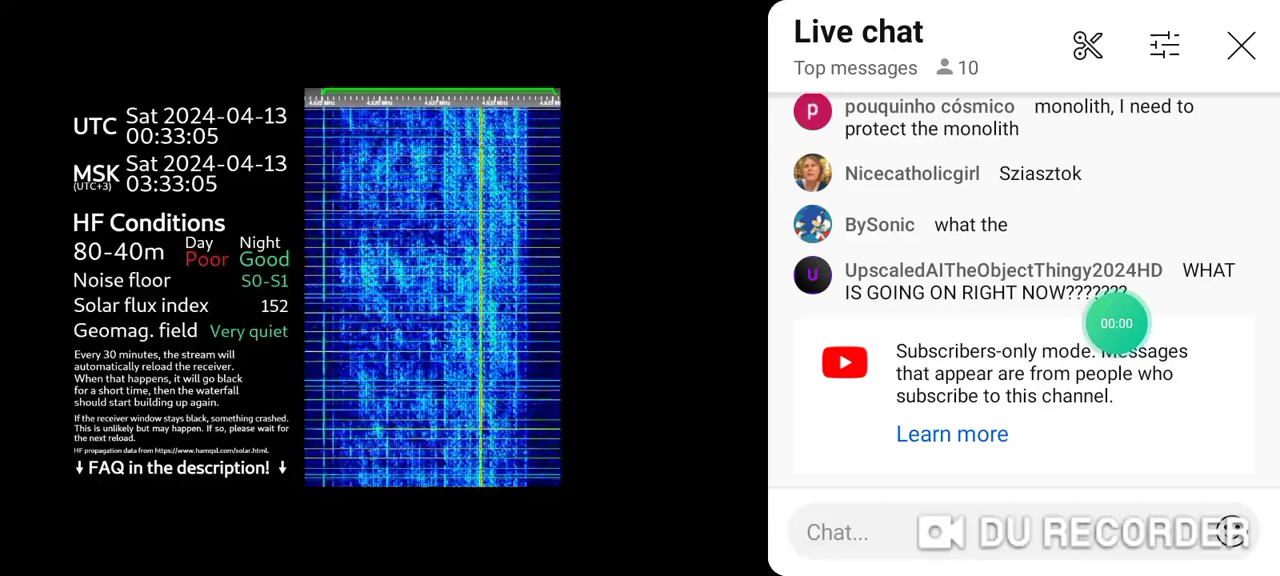 UTC Sat 2024-04-13
00:33:05
MSK Sat 2024-04-13
(UTC+3) 03:33:05
HF Conditions
Day Night
80-40m Poor Good
Noise floor S0-S1
Solar flux index 152
Geomag. field Very quiet
Every 30 minutes, the stream will
automatically reload the receiver.
When that happens, it will go black
for a short time, then the waterfall
should start building up again.
If the receiver window stays black, something crashed.
This is unlikely but may happen. If so, please wait for
the next reload.
HF propagation data from https://www.hamqsl.com/solar.html.
↓ FAQ in the description! ↓
Live chat
Top messages 10
P pouquinho cósmico monolith, I need to
protect the monolith
Nicecatholicgirl Sziasztok
BySonic what the
U UpscaledAITheObjectThingy2024HD WHAT
IS GOING ON RIGHT NOW???????
00:00
Subscribers-only mode. Messages
that appear are from people who
subscribe to this channel.
Learn more
Chat...
DU RECORDER